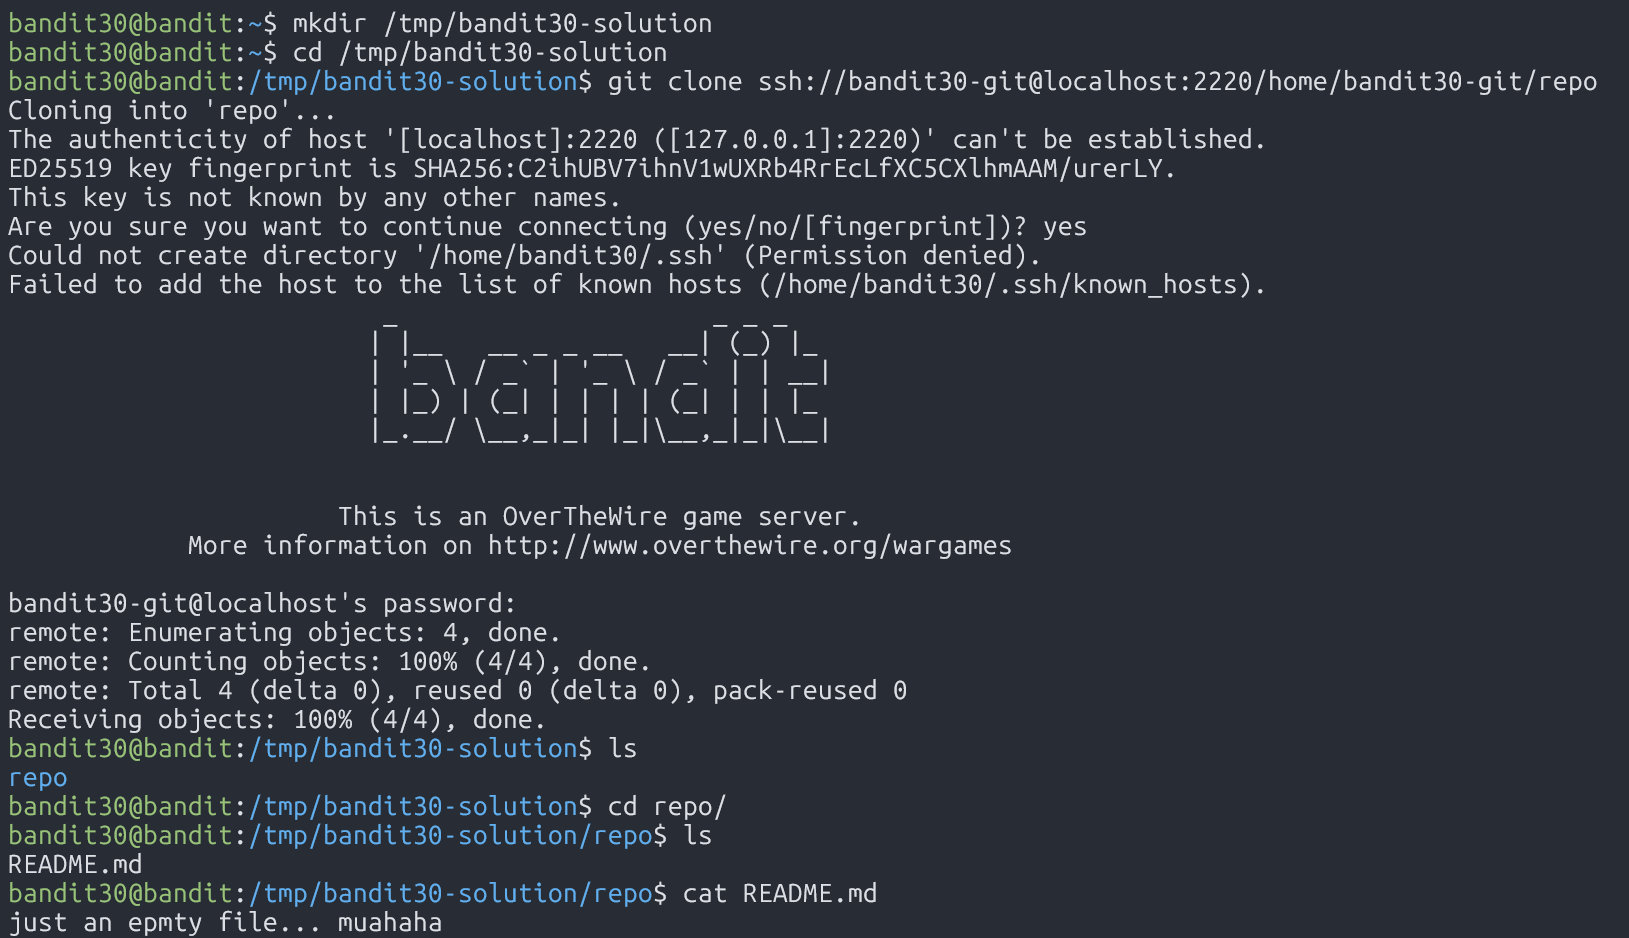 bandit30@bandit:~$ mkdir /tmp/bandit30-solution
bandit30@bandit:~$ cd /tmp/bandit30-solution
bandit30@bandit:/tmp/bandit30-solution$ git clone ssh://bandit30-git@localhost:2220/home/bandit30-git/repo
Cloning into 'repo'...
The authenticity of host '[localhost]:2220 ([127.0.0.1]:2220)' can't be established.
ED25519 key fingerprint is SHA256:C2ihUBV7ihnV1wUXRb4RrEcLfXC5CXlhmAAM/urerLY.
This key is not known by any other names.
Are you sure you want to continue connecting (yes/no/[fingerprint])? yes
Could not create directory '/home/bandit30/.ssh' (Permission denied).
Failed to add the host to the list of known hosts (/home/bandit30/.ssh/known_hosts).
                         _                     _ _ _
                        | |__   __ _ _ __   __| (_) |_
                        | '_ \ / _` | '_ \ / _` | | __|
                        | |_) | (_| | | | | (_| | | |_
                        |_.__/ \__,_|_| |_|\__,_|_|\__|
                      This is an OverTheWire game server.
            More information on http://www.overthewire.org/wargames
bandit30-git@localhost's password:
remote: Enumerating objects: 4, done.
remote: Counting objects: 100% (4/4), done.
remote: Total 4 (delta 0), reused 0 (delta 0), pack-reused 0
Receiving objects: 100% (4/4), done.
bandit30@bandit:/tmp/bandit30-solution$ ls
repo
bandit30@bandit:/tmp/bandit30-solution$ cd repo/
bandit30@bandit:/tmp/bandit30-solution/repo$ ls
README.md
bandit30@bandit:/tmp/bandit30-solution/repo$ cat README.md
just an epmty file... muahaha